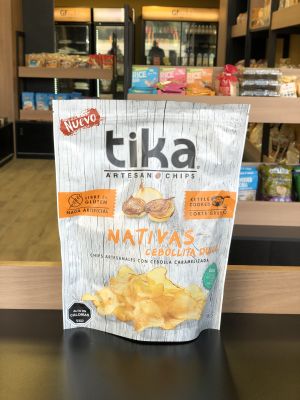 NUEVO
tika
ARTESAN CHIPS
LIBRE DE
GLUTEN
NADA ARTIFICIAL
KETTLE
COOKED
CORTE GRUESO
NATIVAS
CEBOLLITA
CHIPS ARTESANALES CON CEBOLLA CARAMELIZADA
ALTO EN
CALORÍAS
RICE